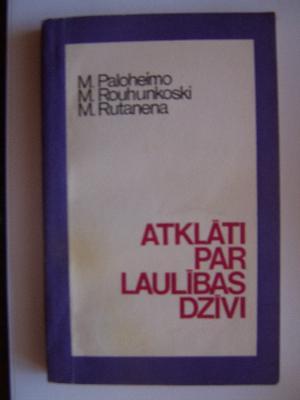 M. Paloheimo
M. Rouhunkoski
M. Rutanena
ATKLĀTI
PAR
LAULĪBAS
DZĪVI